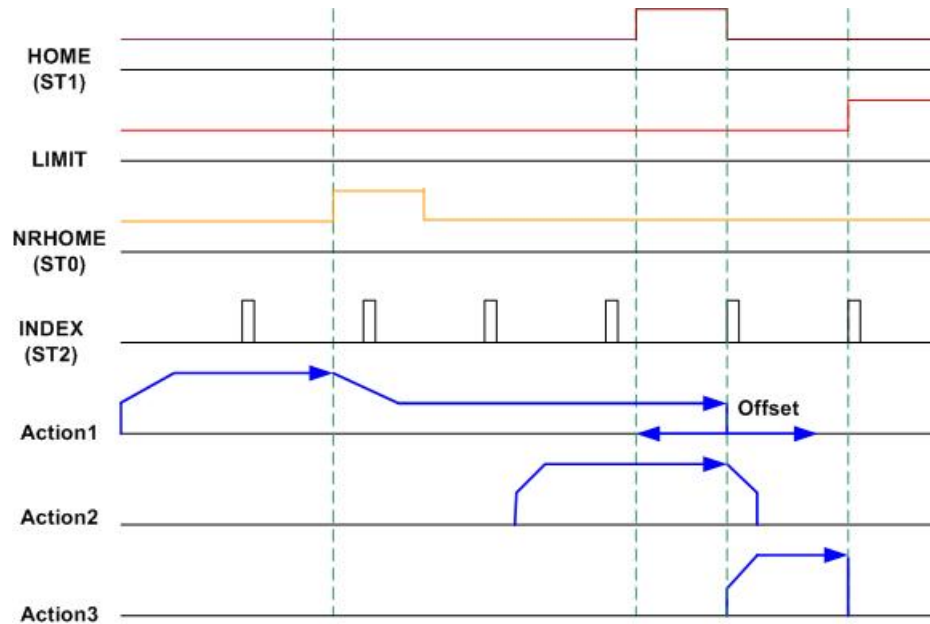 HOME
(ST1)
LIMIT
NRHOME
(ST0)
INDEX
(ST2)
Offset
Action1
Action2
Action3